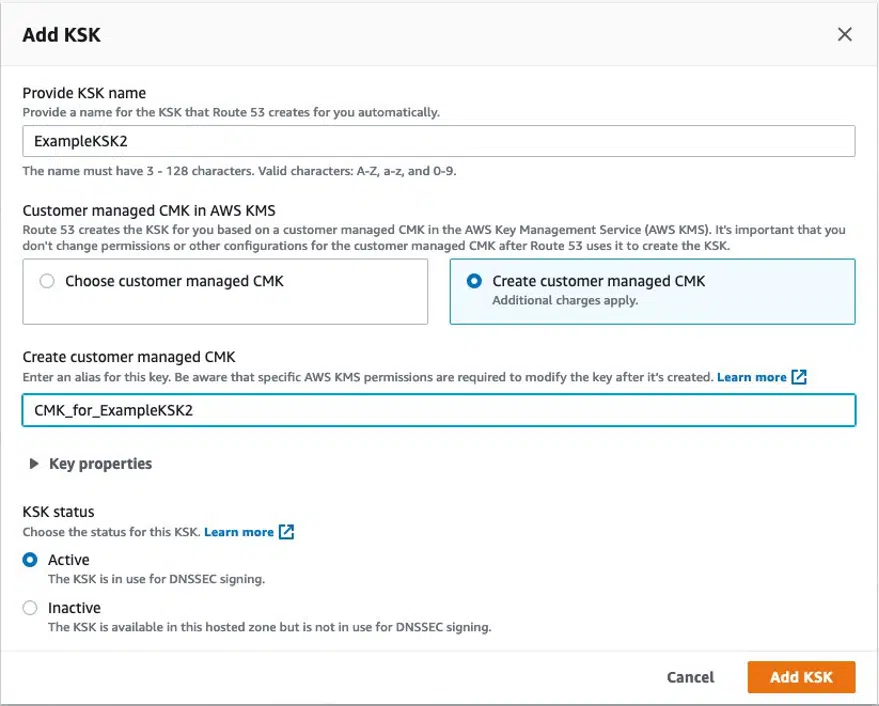 Add KSK
Provide KSK name
Provide a name for the KSK that Route 53 creates for you automatically.
ExampleKSK2
The name must have 3 - 128 characters. Valid characters: A-Z, a-z, and 0-9.
Customer managed CMK in AWS KMS
Route 53 creates the KSK for you based on a customer managed CMK in the AWS Key Management Service (AWS KMS). It's important that you
don't change permissions or other configurations for the customer managed CMK after Route 53 uses it to create the KSK.
Choose customer managed CMK
Create customer managed CMK
Additional charges apply.
Create customer managed CMK
Enter an alias for this key. Be aware that specific AWS KMS permissions are required to modify the key after it's created. Learn more
CMK_for_ExampleKSK2
Key properties
KSK status
Choose the status for this KSK. Learn more
Active
The KSK is in use for DNSSEC signing.
Inactive
The KSK is available in this hosted zone but is not in use for DNSSEC signing.
Cancel
Add KSK